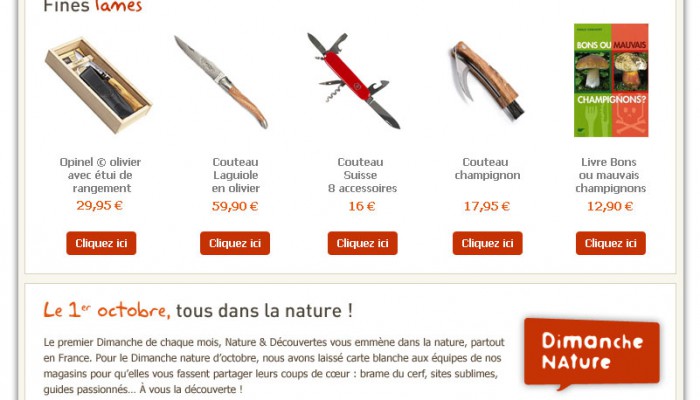 Fines lames
BONS OU MAUVAIS
CHAMPIGNONS?
Opinel © olivier
avec étui de
rangement
29,95 €
Cliquez ici
Couteau
Laguiole
en olivier
59,90 €
Cliquez ici
Couteau
Suisse
8 accessoires
16 €
Cliquez ici
Couteau
champignon
17,95 €
Cliquez ici
Livre Bons
ou mauvais
champignons
12,90 €
Cliquez ici
Le 1er octobre, tous dans la nature !
Le premier Dimanche de chaque mois, Nature & Découvertes vous emmène dans la nature, partout
en France. Pour le Dimanche nature d'octobre, nous avons laissé carte blanche aux équipes de nos
magasins pour qu'elles vous fassent partager leurs coups de cœur : brame du cerf, sites sublimes,
guides passionnés... À vous la découverte !
Dimanche
NATURE